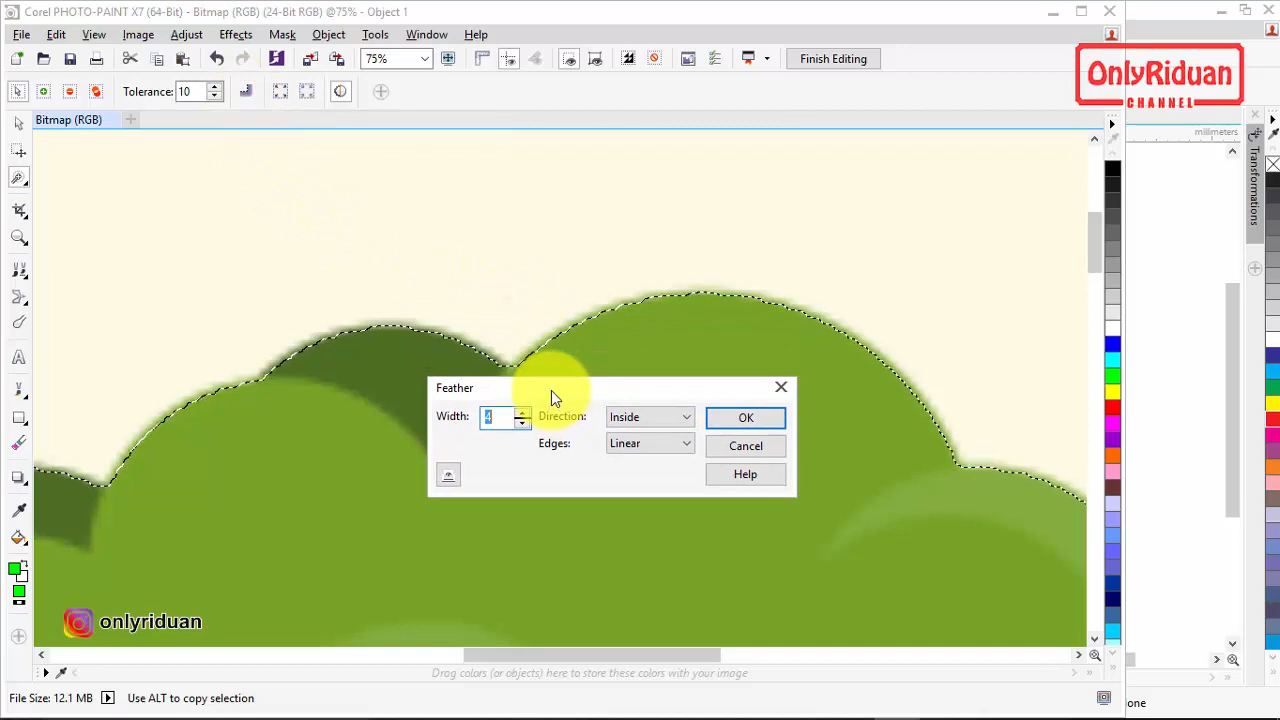 Corel PHOTO-PAINT X7 (64-Bit) - Bitmap (RGB) (24-Bit RGB) @75% - Object 1
File Edit View Image Adjust Effects Mask Object Tools Window Help
75% Finish Editing
OnlyRiduan
CHANNEL
Tolerance: 10
Bitmap (RGB)
millimeters
Transformations
Feather
Width: 4 Direction: Inside OK
Edges: Linear Cancel
Help
onlyriduan
Drag colors (or objects) here to store these colors with your image
File Size: 12.1 MB Use ALT to copy selection
one